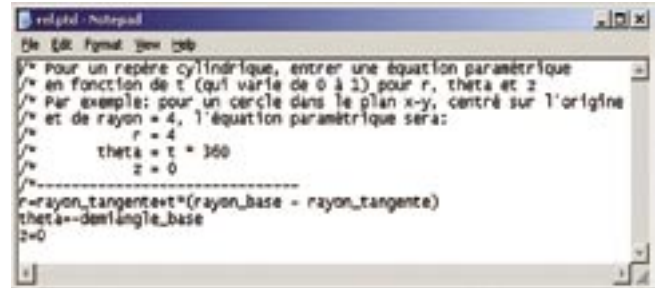 rel.ptd - Notepad
File Edit Format View Help
/* Pour un repère cylindrique, entrer une équation paramétrique
/* en fonction de t (qui varie de 0 à 1) pour r, theta et z
/* Par exemple: pour un cercle dans le plan x-y, centré sur l'origine
/* et de rayon = 4, l'équation paramétrique sera:
/* r = 4
/* theta = t * 360
/* z = 0
/*-------------------------------
r=rayon_tangente+t*(rayon_base - rayon_tangente)
theta=-demiangle_base
z=0